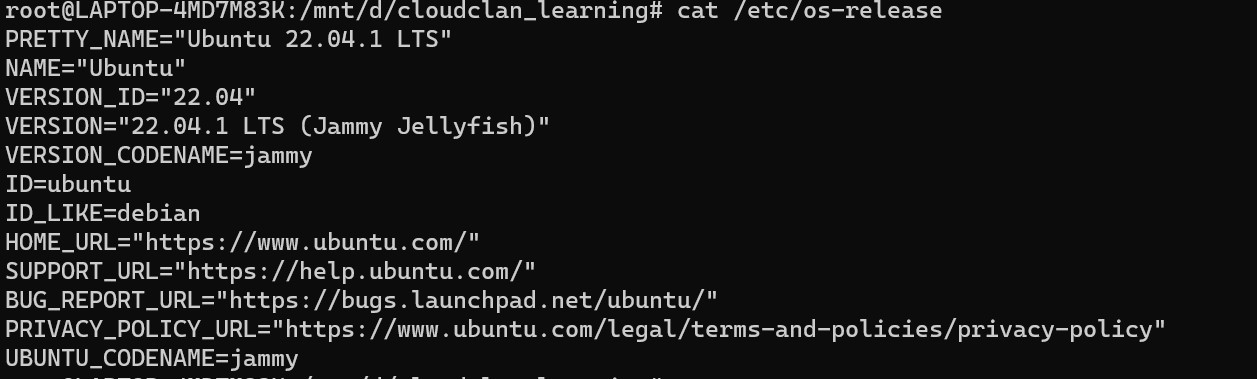 root@LAPTOP-4MD7M83K:/mnt/d/cloudclan_learning# cat /etc/os-release
PRETTY_NAME="Ubuntu 22.04.1 LTS"
NAME="Ubuntu"
VERSION_ID="22.04"
VERSION="22.04.1 LTS (Jammy Jellyfish)"
VERSION_CODENAME=jammy
ID=ubuntu
ID_LIKE=debian
HOME_URL="https://www.ubuntu.com/"
SUPPORT_URL="https://help.ubuntu.com/"
BUG_REPORT_URL="https://bugs.launchpad.net/ubuntu/"
PRIVACY_POLICY_URL="https://www.ubuntu.com/legal/terms-and-policies/privacy-policy"
UBUNTU_CODENAME=jammy